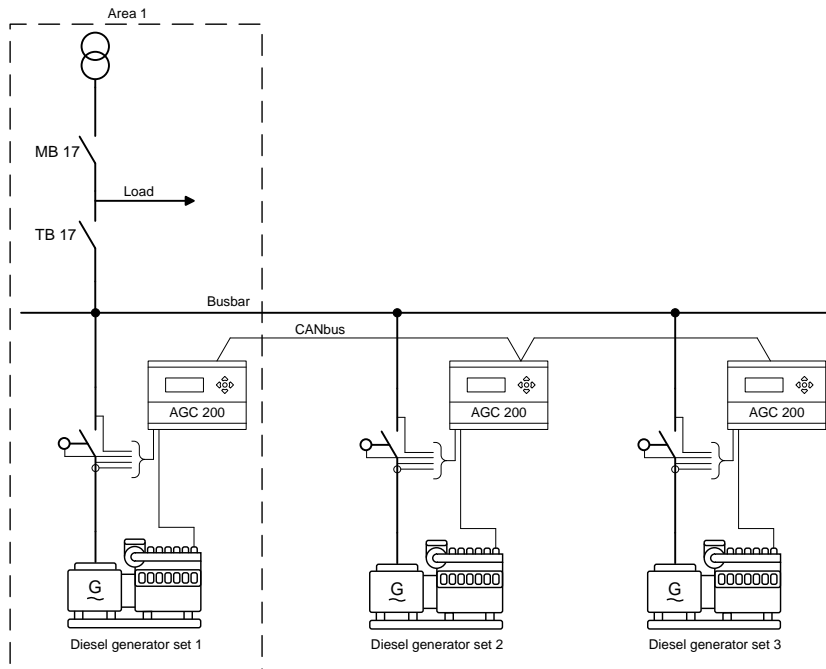 Area 1
MB 17
Load
TB 17
Busbar
CANbus
AGC 200
AGC 200
AGC 200
G
G
G
Diesel generator set 1
Diesel generator set 2
Diesel generator set 3